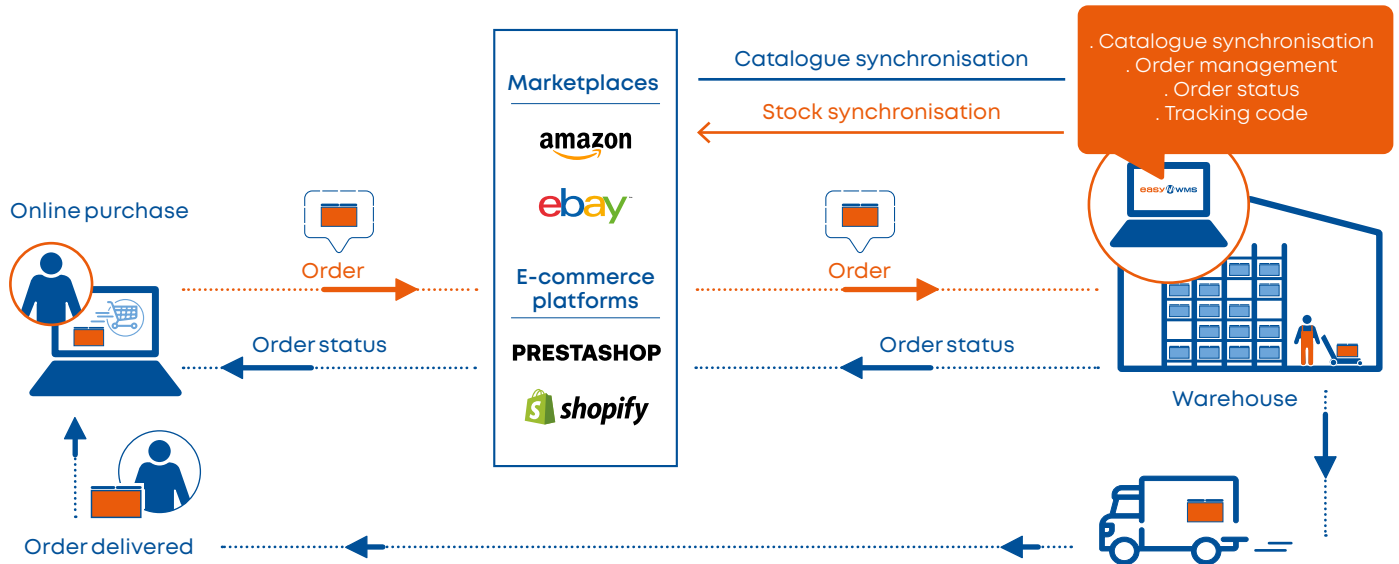 . Catalogue synchronisation
. Order management
. Order status
. Tracking code
Catalogue synchronisation
Stock synchronisation
Marketplaces
amazon
ebay
E-commerce
platforms
PRESTASHOP
S shopify
easy WMS
Online purchase
Order
Order
Order status
Order status
Warehouse
Order delivered